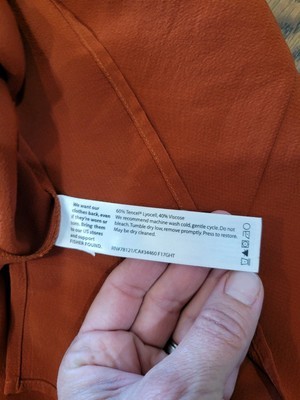 We want our
clothes back, even
if they're worn or
torn. Bring them
to our US stores
and support
FISHER FOUND.
60% Tencel® Lyocell, 40% Viscose
We recommend machine wash cold, gentle cycle. Do not
bleach. Tumble dry low, remove promptly. Press to restore.
May be dry cleaned.